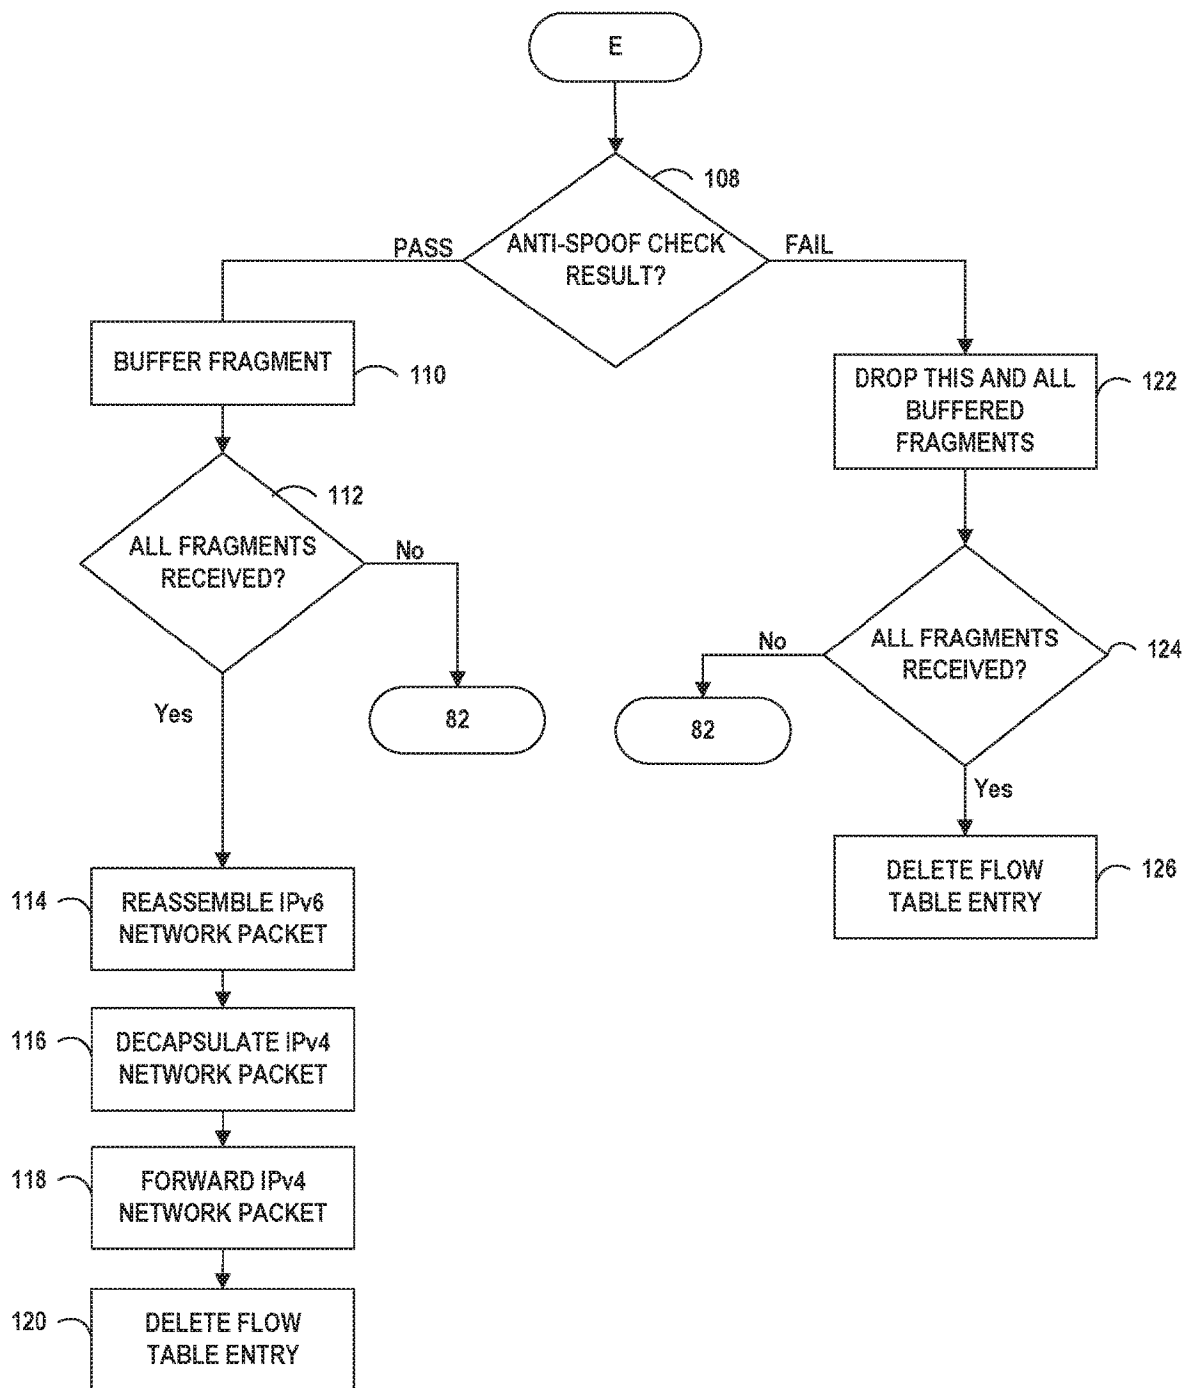 E
108
ANTI-SPOOF CHECK
RESULT?
PASS
FAIL
BUFFER FRAGMENT
110
DROP THIS AND ALL
BUFFERED
FRAGMENTS
122
112
ALL FRAGMENTS
RECEIVED?
No
Yes
82
ALL FRAGMENTS
RECEIVED?
124
No
82
Yes
DELETE FLOW
TABLE ENTRY
126
114
REASSEMBLE IPv6
NETWORK PACKET
116
DECAPSULATE IPv4
NETWORK PACKET
118
FORWARD IPv4
NETWORK PACKET
120
DELETE FLOW
TABLE ENTRY